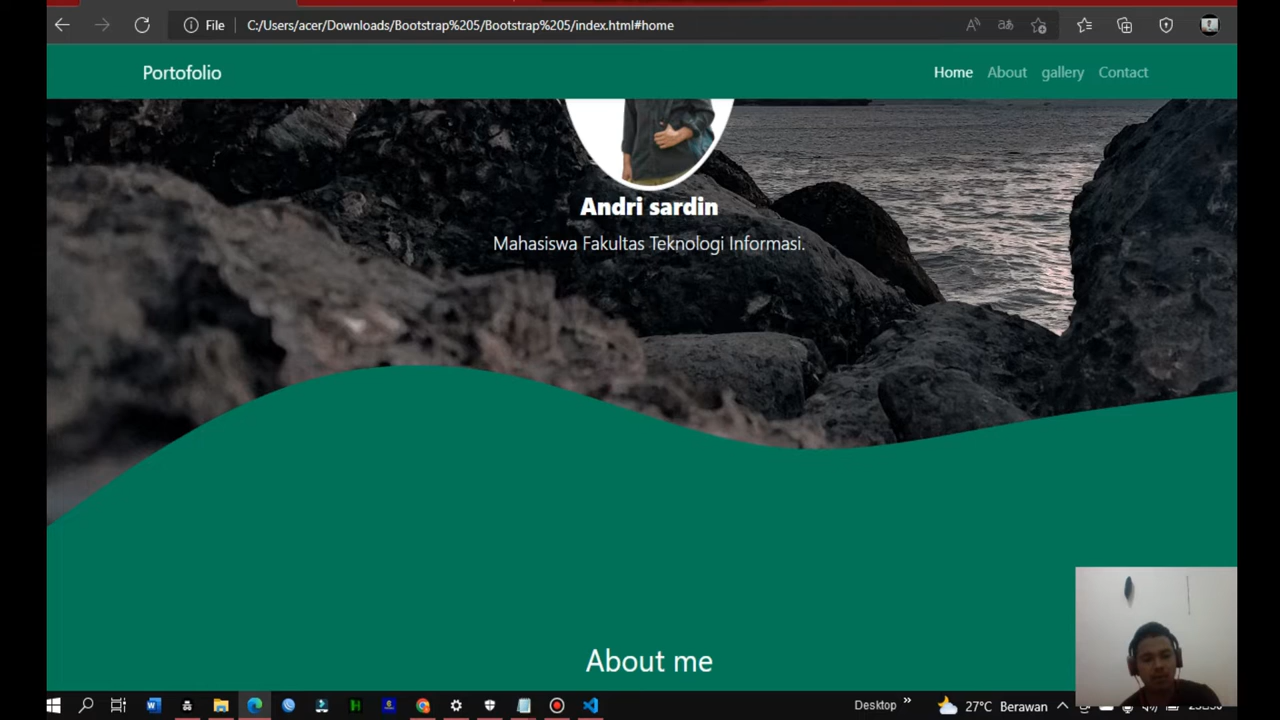 File
C:/Users/acer/Downloads/Bootstrap%205/Bootstrap%205/index.html#home
Portofolio
Home About gallery Contact
Andri sardin
Mahasiswa Fakultas Teknologi Informasi.
About me
Desktop
27°C Berawan